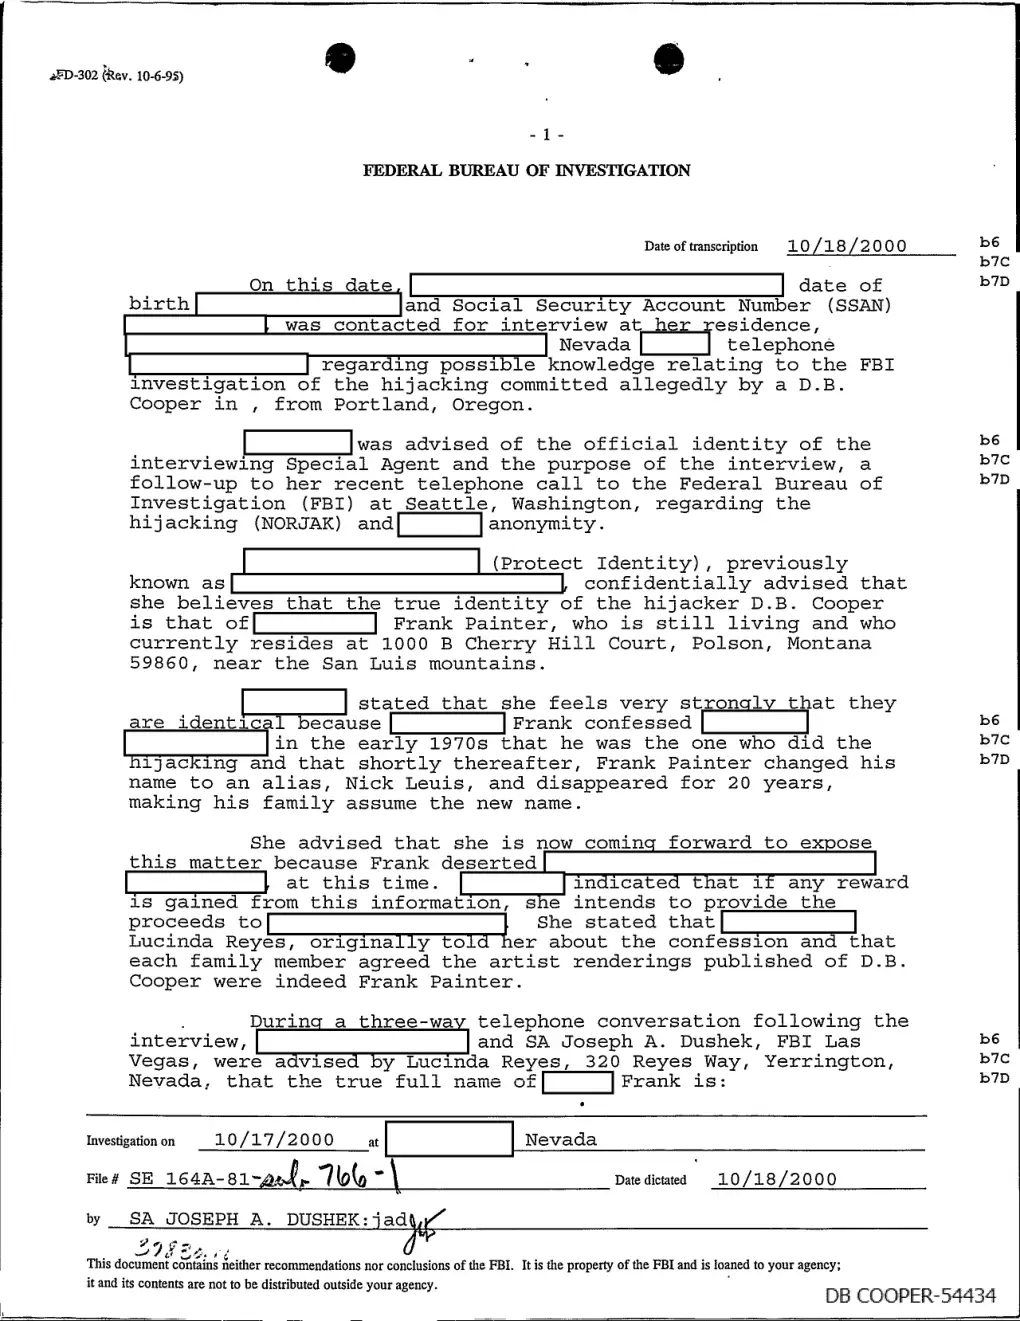 FD-302 (Rev. 10-6-95)
- 1 -
FEDERAL BUREAU OF INVESTIGATION
Date of transcription 10/18/2000
b6
b7C
b7D
On this date, date of
birth and Social Security Account Number (SSAN)
, was contacted for interview at her residence,
Nevada telephone
regarding possible knowledge relating to the FBI
investigation of the hijacking committed allegedly by a D.B.
Cooper in , from Portland, Oregon.
b6
b7C
b7D
was advised of the official identity of the
interviewing Special Agent and the purpose of the interview, a
follow-up to her recent telephone call to the Federal Bureau of
Investigation (FBI) at Seattle, Washington, regarding the
hijacking (NORJAK) and anonymity.
(Protect Identity), previously
known as , confidentially advised that
she believes that the true identity of the hijacker D.B. Cooper
is that of Frank Painter, who is still living and who
currently resides at 1000 B Cherry Hill Court, Polson, Montana
59860, near the San Luis mountains.
stated that she feels very strongly that they
are identical because Frank confessed
in the early 1970s that he was the one who did the
hijacking and that shortly thereafter, Frank Painter changed his
name to an alias, Nick Leuis, and disappeared for 20 years,
making his family assume the new name.
b6
b7C
b7D
She advised that she is now coming forward to expose
this matter because Frank deserted
, at this time. indicated that if any reward
is gained from this information, she intends to provide the
proceeds to . She stated that
Lucinda Reyes, originally told her about the confession and that
each family member agreed the artist renderings published of D.B.
Cooper were indeed Frank Painter.
During a three-way telephone conversation following the
interview, and SA Joseph A. Dushek, FBI Las
Vegas, were advised by Lucinda Reyes, 320 Reyes Way, Yerrington,
Nevada, that the true full name of Frank is:
b6
b7C
b7D
Investigation on 10/17/2000 at Nevada
File # SE 164A-81-sub 766-1 Date dictated 10/18/2000
by SA JOSEPH A. DUSHEK:jad
This document contains neither recommendations nor conclusions of the FBI. It is the property of the FBI and is loaned to your agency;
it and its contents are not to be distributed outside your agency.
DB COOPER-54434